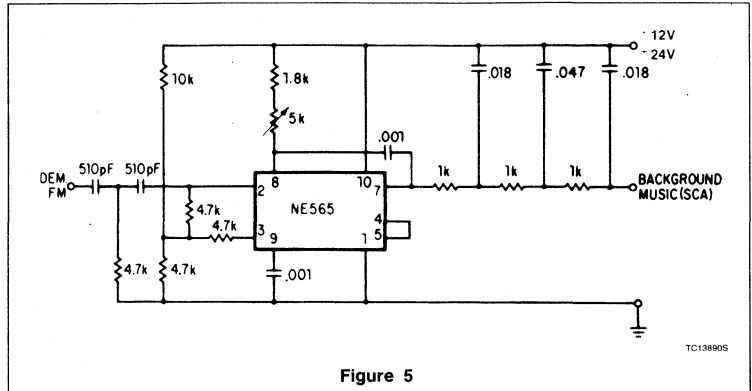 - 12V
- 24V
10k
1.8k
5k
.018
.047
.018
.001
510pF
510pF
DEM
FM
8
10
2
7
NE565
4
5
3
9
1
1k
1k
1k
BACKGROUND
MUSIC(SCA)
4.7k
4.7k
4.7k
4.7k
.001
TC13890S
Figure 5